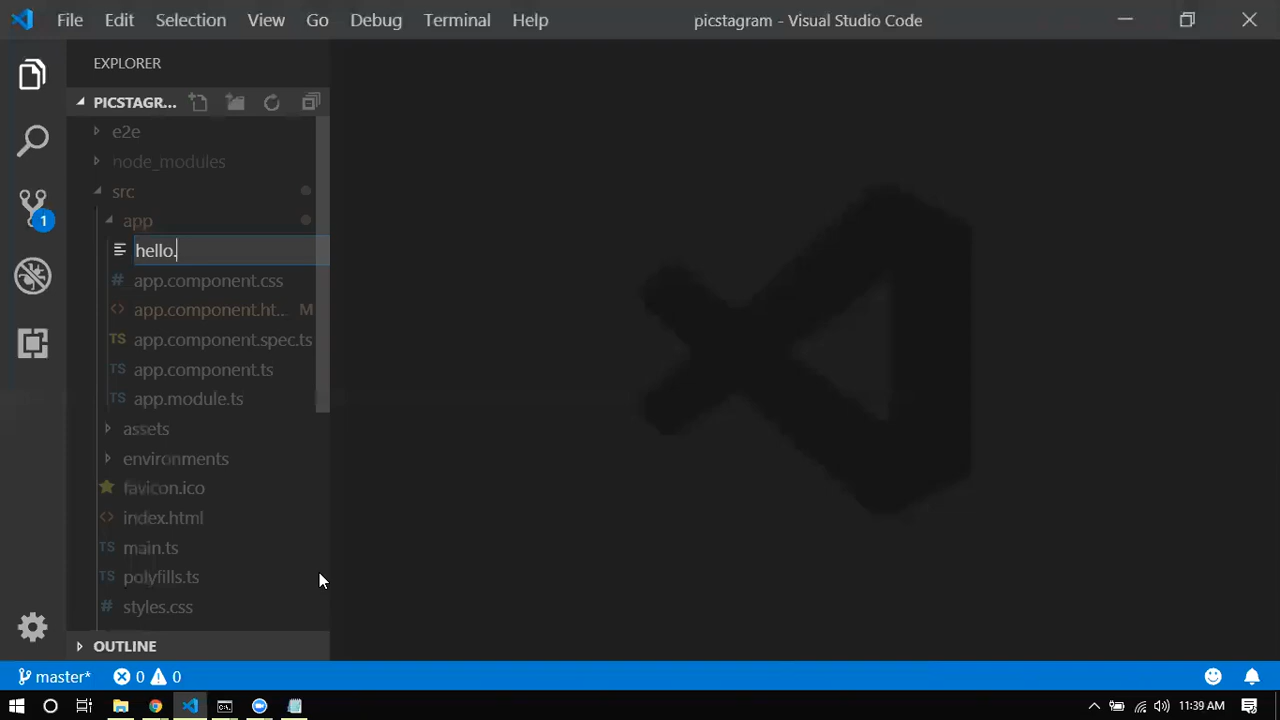 File Edit Selection View Go Debug Terminal Help picstagram - Visual Studio Code
EXPLORER
PICSTAGR...
e2e
node_modules
src
app
hello.
# app.component.css
<> app.component.ht... M
TS app.component.spec.ts
TS app.component.ts
TS app.module.ts
assets
environments
favicon.ico
<> index.html
TS main.ts
TS polyfills.ts
# styles.css
1
OUTLINE
master* 0 0
11:39 AM